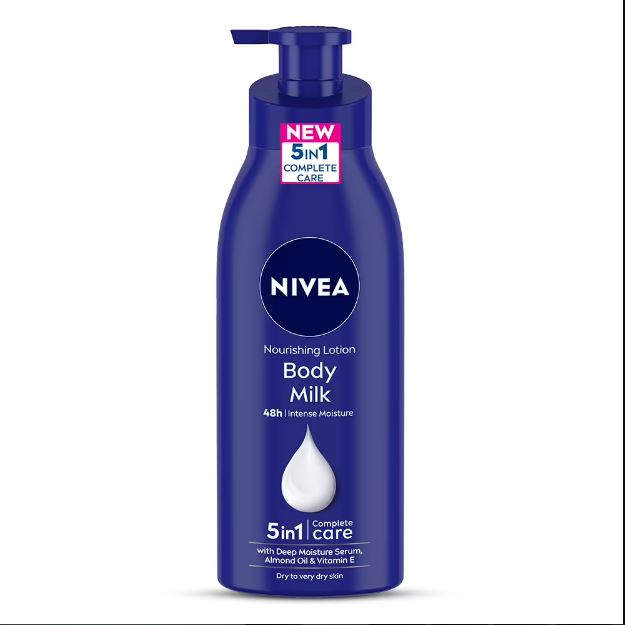 NEW
5IN1
COMPLETE
CARE
NIVEA
Nourishing Lotion
Body
Milk
48h | Intense Moisture
5in1 | Complete care
with Deep Moisture Serum,
Almond Oil & Vitamin E
Dry to very dry skin